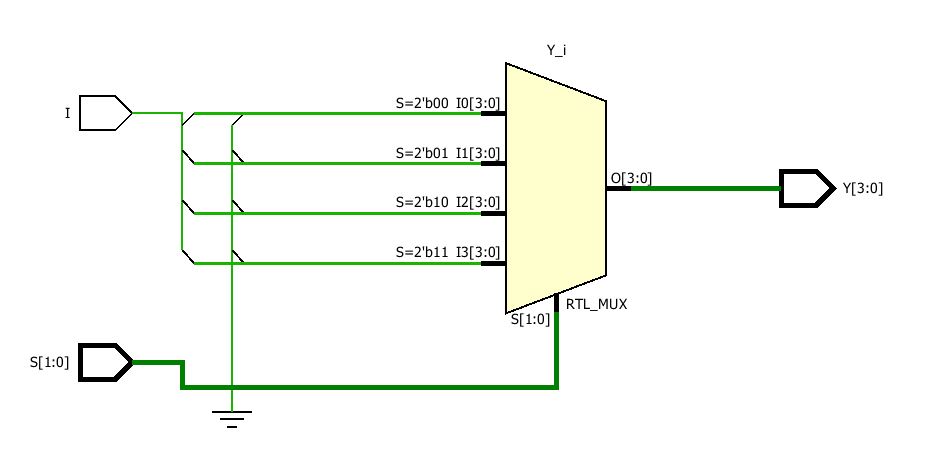 Y_i
I
S=2'b00 I0[3:0]
S=2'b01 I1[3:0]
O[3:0]
Y[3:0]
S=2'b10 I2[3:0]
S=2'b11 I3[3:0]
RTL_MUX
S[1:0]
S[1:0]